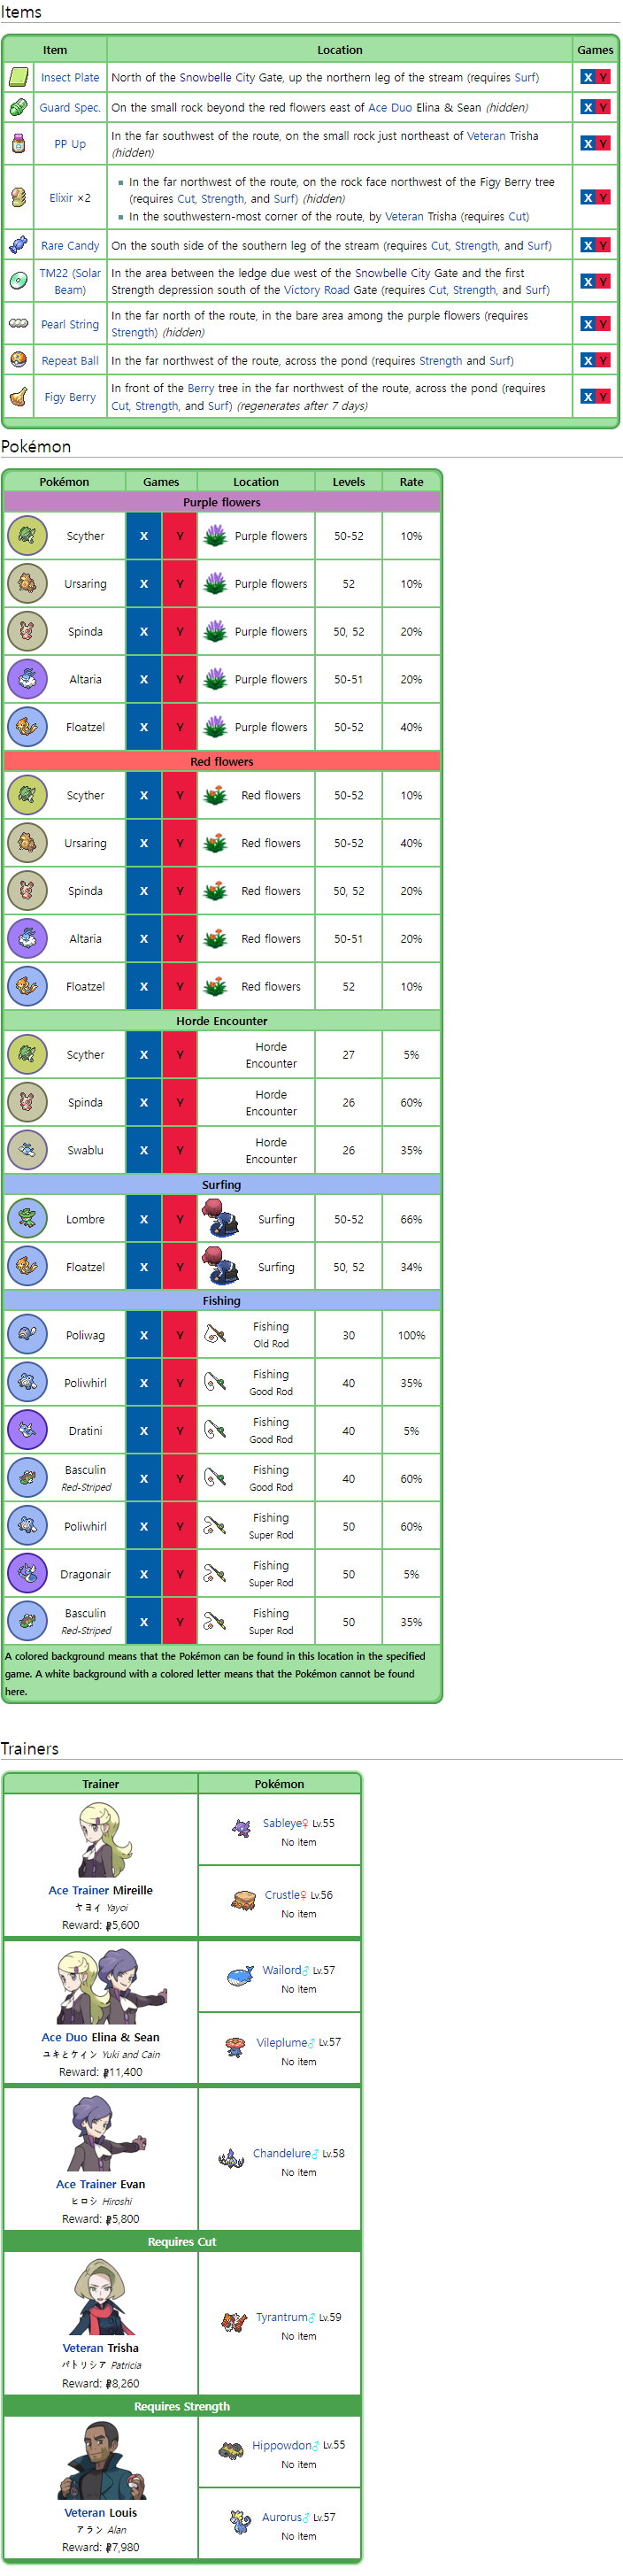 Items
Item Location Games
Insect Plate North of the Snowbelle City Gate, up the northern leg of the stream (requires Surf) X Y
Guard Spec. On the small rock beyond the red flowers east of Ace Duo Elina & Sean (hidden) X Y
PP Up In the far southwest of the route, on the small rock just northeast of Veteran Trisha
(hidden) X Y
Elixir ×2
In the far northwest of the route, on the rock face northwest of the Figy Berry tree
(requires Cut, Strength, and Surf) (hidden)
In the southwestern-most corner of the route, by Veteran Trisha (requires Cut)
X Y
Rare Candy On the south side of the southern leg of the stream (requires Cut, Strength, and Surf) X Y
TM22 (Solar
Beam)
In the area between the ledge due west of the Snowbelle City Gate and the first
Strength depression south of the Victory Road Gate (requires Cut, Strength, and Surf)
X Y
Pearl String In the far north of the route, in the bare area among the purple flowers (requires
Strength) (hidden) X Y
Repeat Ball In the far northwest of the route, across the pond (requires Strength and Surf) X Y
Figy Berry In front of the Berry tree in the far northwest of the route, across the pond (requires
Cut, Strength, and Surf) (regenerates after 7 days) X Y
Pokémon
Pokémon Games Location Levels Rate
Purple flowers
Scyther X Y Purple flowers 50-52 10%
Ursaring X Y Purple flowers 52 10%
Spinda X Y Purple flowers 50, 52 20%
Altaria X Y Purple flowers 50-51 20%
Floatzel X Y Purple flowers 50-52 40%
Red flowers
Scyther X Y Red flowers 50-52 10%
Ursaring X Y Red flowers 50-52 40%
Spinda X Y Red flowers 50, 52 20%
Altaria X Y Red flowers 50-51 20%
Floatzel X Y Red flowers 52 10%
Horde Encounter
Scyther X Y Horde
Encounter 27 5%
Spinda X Y Horde
Encounter 26 60%
Swablu X Y Horde
Encounter 26 35%
Surfing
Lombre X Y Surfing 50-52 66%
Floatzel X Y Surfing 50, 52 34%
Fishing
Poliwag X Y Fishing
Old Rod 30 100%
Poliwhirl X Y Fishing
Good Rod 40 35%
Dratini X Y Fishing
Good Rod 40 5%
Basculin
Red-Striped X Y Fishing
Good Rod 40 60%
Poliwhirl X Y Fishing
Super Rod 50 60%
Dragonair X Y Fishing
Super Rod 50 5%
Basculin
Red-Striped X Y Fishing
Super Rod 50 35%
A colored background means that the Pokémon can be found in this location in the specified
game. A white background with a colored letter means that the Pokémon cannot be found
here.
Trainers
Trainer Pokémon
Ace Trainer Mireille
ヤヨイ Yayoi
Reward: 5,600
Sableye♀ Lv.55
No item
Crustle♀ Lv.56
No item
Ace Duo Elina & Sean
ユキとケイン Yuki and Cain
Reward: 11,400
Wailord♂ Lv.57
No item
Vileplume♂ Lv.57
No item
Ace Trainer Evan
ヒロシ Hiroshi
Reward: 5,800
Chandelure♂ Lv.58
No item
Requires Cut
Veteran Trisha
パトリシア Patricia
Reward: 8,260
Tyrantrum♂ Lv.59
No item
Requires Strength
Veteran Louis
アラン Alan
Reward: 7,980
Hippowdon♂ Lv.55
No item
Aurorus♂ Lv.57
No item